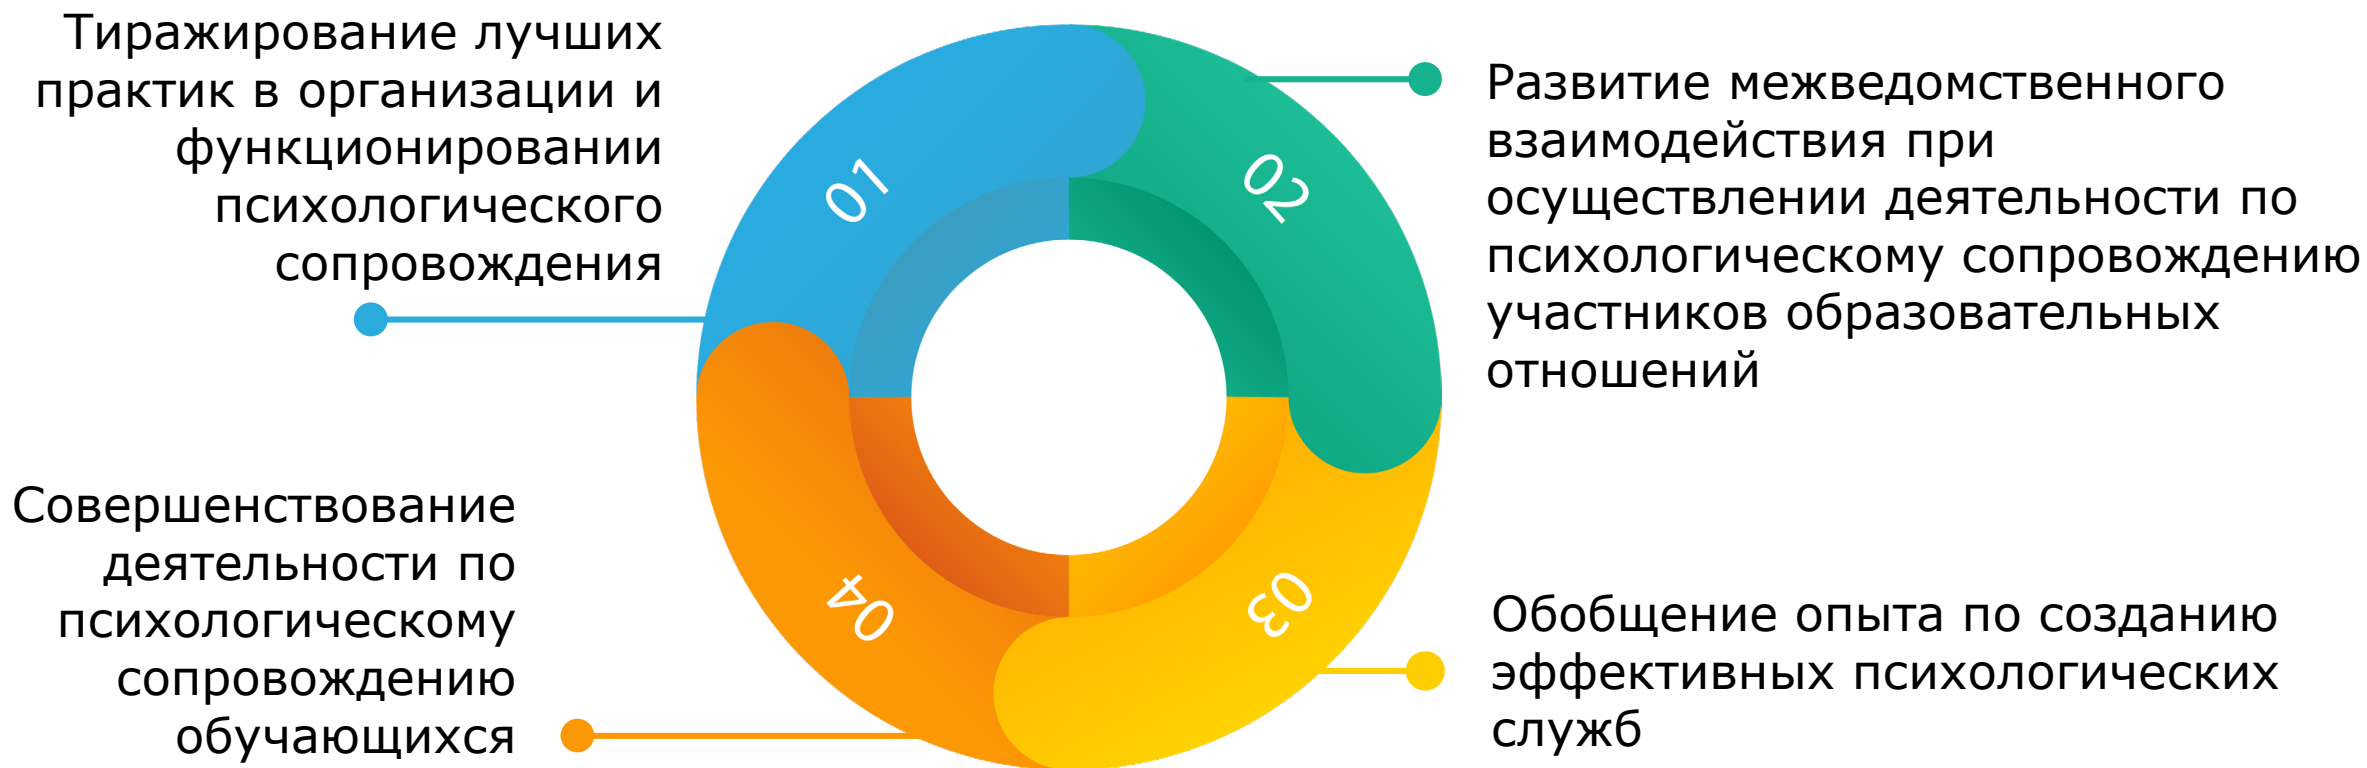 Тиражирование лучших
практик в организации и
функционировании
психологического
сопровождения
01
02
Развитие межведомственного
взаимодействия при
осуществлении деятельности по
психологическому сопровождению
участников образовательных
отношений
03
Обобщение опыта по созданию
эффективных психологических
служб
04
Совершенствование
деятельности по
психологическому
сопровождению
обучающихся